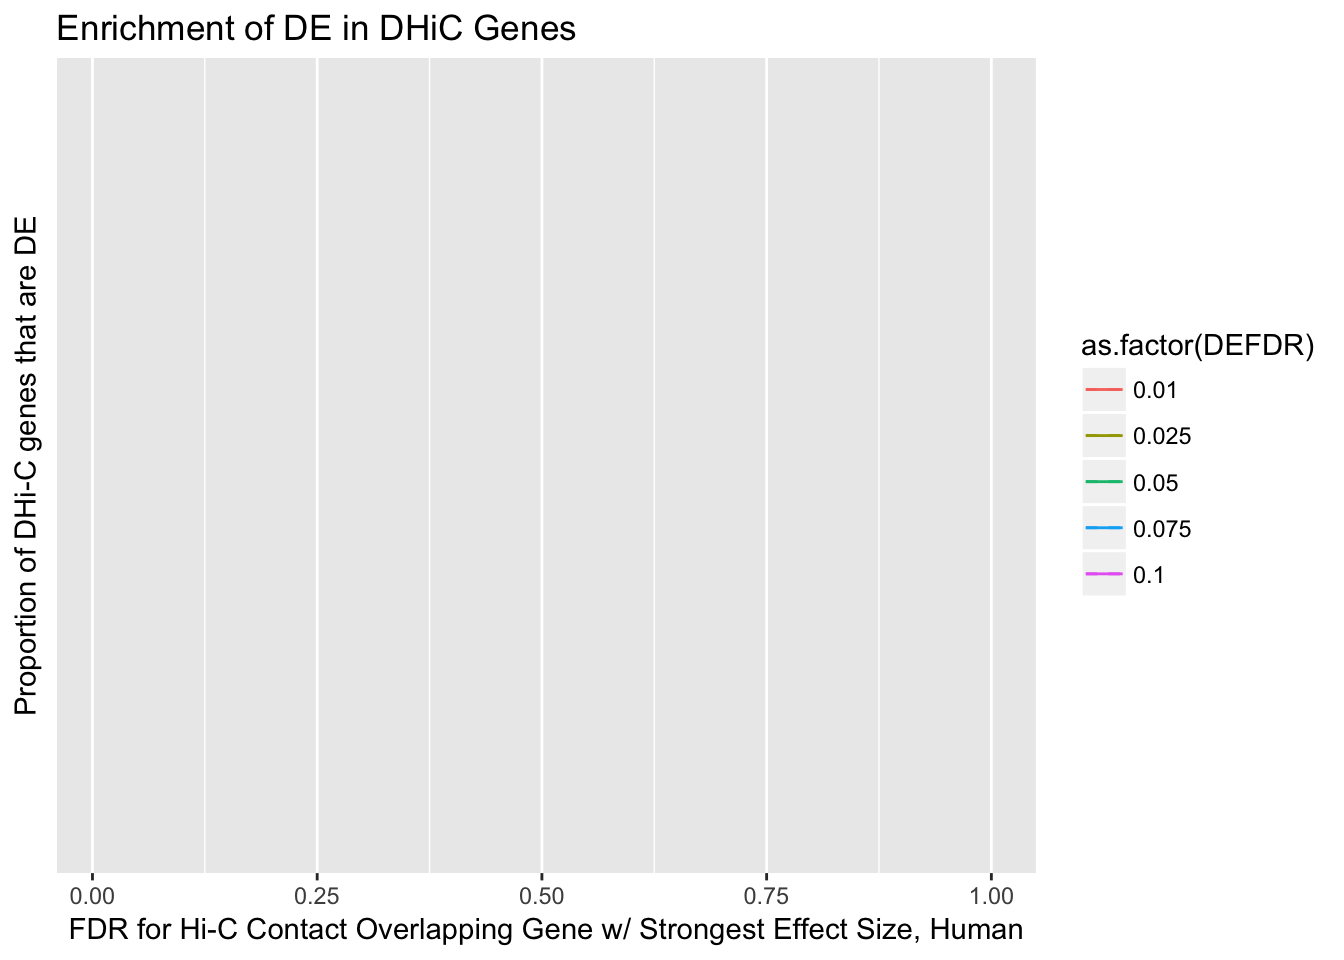 Enrichment of DE in DHiC Genes
Proportion of DHi-C genes that are DE
0.00
0.25
0.50
0.75
1.00
FDR for Hi-C Contact Overlapping Gene w/ Strongest Effect Size, Human
as.factor(DEFDR)
0.01
0.025
0.05
0.075
0.1